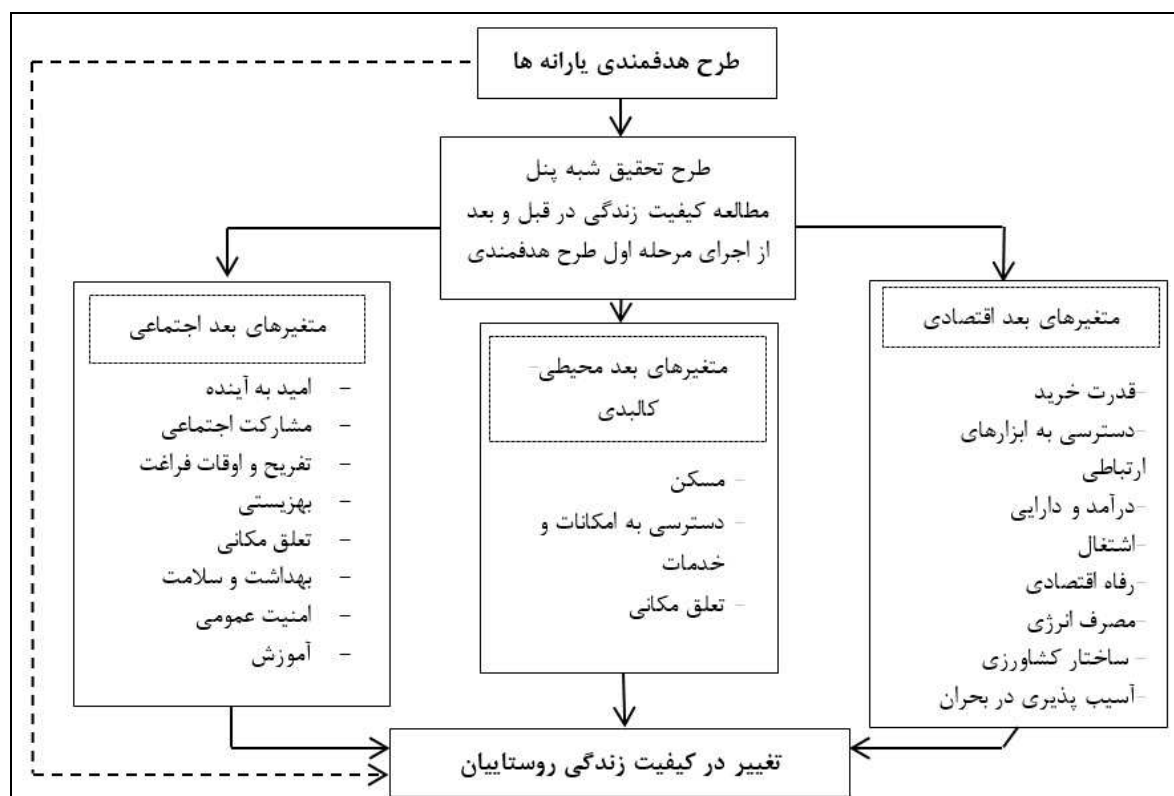 طرح هدفمندی یارانه ها
طرح تحقیق شبه پنل
مطالعه کیفیت زندگی در قبل و بعد
از اجرای مرحله اول طرح هدفمندی
متغیرهای بعد اقتصادی
-قدرت خرید
-دسترسی به ابزارهای
ارتباطی
-درآمد و دارایی
-اشتغال
-رفاه اقتصادی
-مصرف انرژی
- ساختار کشاورزی
-آسیب پذیری در بحران
متغیرهای بعد محیطی-
کالبدی
- مسکن
- دسترسی به امکانات و
خدمات
- تعلق مکانی
متغیرهای بعد اجتماعی
- امید به آینده
- مشارکت اجتماعی
- تفریح و اوقات فراغت
- بهزیستی
- تعلق مکانی
- بهداشت و سلامت
- امنیت عمومی
- آموزش
تغییر در کیفیت زندگی روستاییان